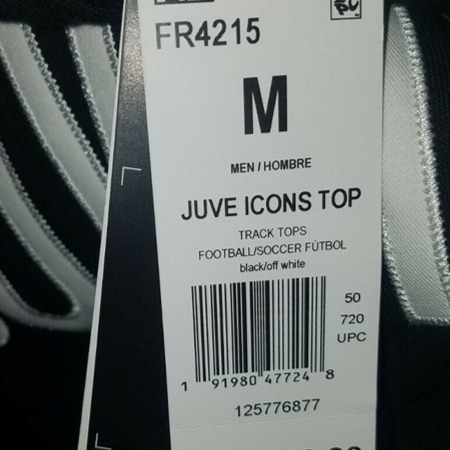 FR4215
M
MEN / HOMBRE
JUVE ICONS TOP
TRACK TOPS
FOOTBALL/SOCCER FÚTBOL
black/off white
50
720
UPC
1 91980 47724 8
125776877